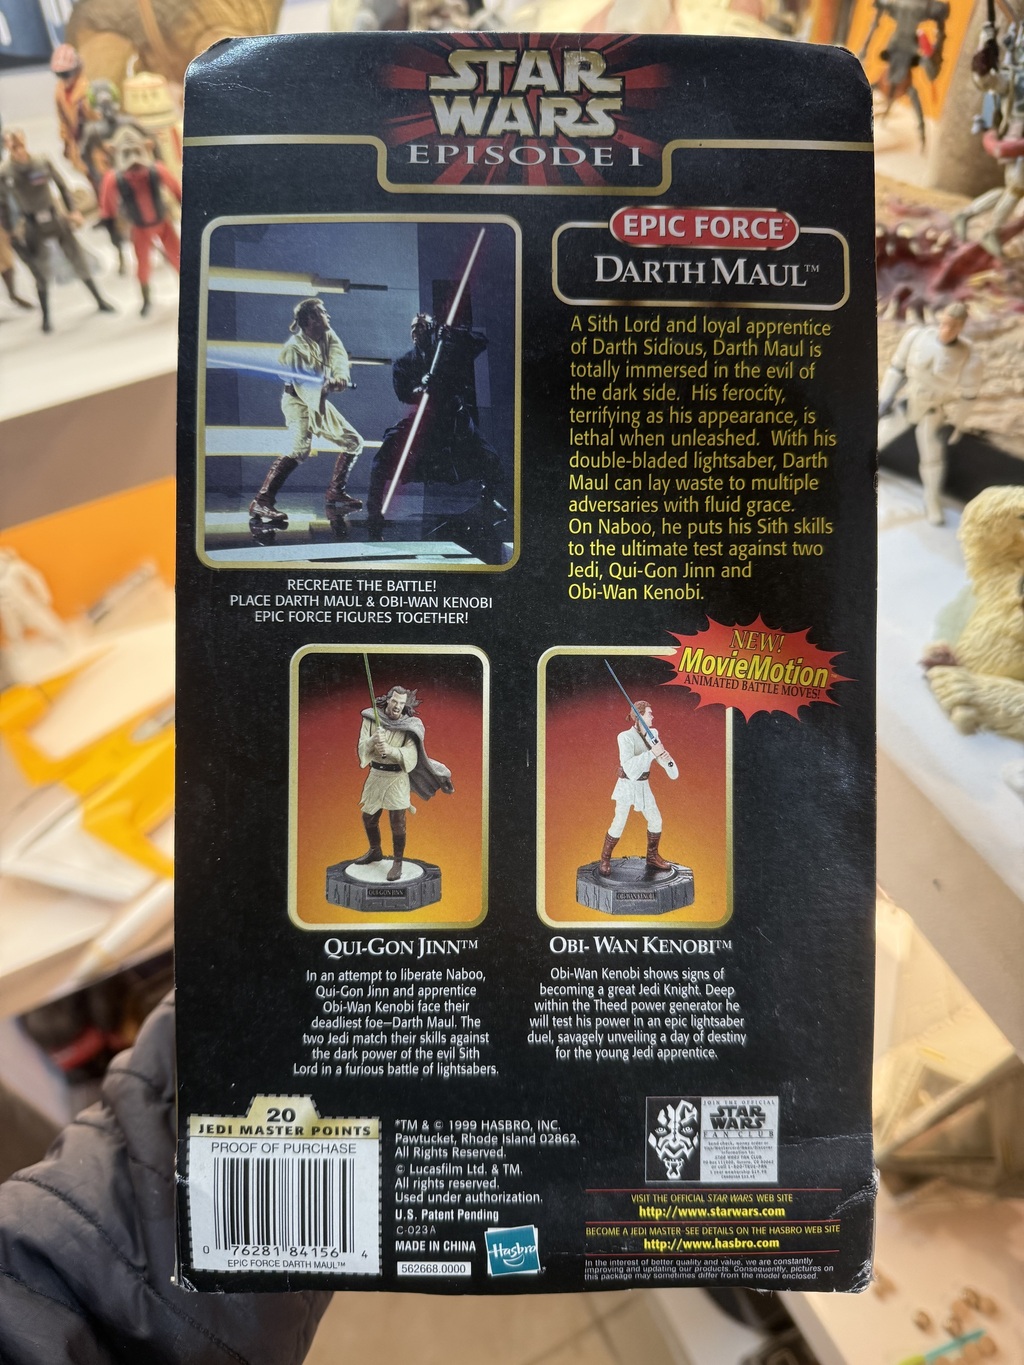 STAR
WARS
EPISODE I
EPIC FORCE
DARTH MAUL™
A Sith Lord and loyal apprentice
of Darth Sidious, Darth Maul is
totally immersed in the evil of
the dark side. His ferocity,
terrifying as his appearance, is
lethal when unleashed. With his
double-bladed lightsaber, Darth
Maul can lay waste to multiple
adversaries with fluid grace.
On Naboo, he puts his Sith skills
to the ultimate test against two
Jedi, Qui-Gon Jinn and
Obi-Wan Kenobi.
RECREATE THE BATTLE!
PLACE DARTH MAUL & OBI-WAN KENOBI
EPIC FORCE FIGURES TOGETHER!
NEW!
MovieMotion
ANIMATED BATTLE MOVES!
QUI-GON JINN
QUI-GON JINN™
In an attempt to liberate Naboo,
Qui-Gon Jinn and apprentice
Obi-Wan Kenobi face their
deadliest foe—Darth Maul. The
two Jedi match their skills against
the dark power of the evil Sith
Lord in a furious battle of lightsabers.
OBI-WAN KENOBI
OBI-WAN KENOBI™
Obi-Wan Kenobi shows signs of
becoming a great Jedi Knight. Deep
within the Theed power generator he
will test his power in an epic lightsaber
duel, savagely unveiling a day of destiny
for the young Jedi apprentice.
20
JEDI MASTER POINTS
PROOF OF PURCHASE
0 76281 84156 4
EPIC FORCE DARTH MAUL™
*TM & © 1999 HASBRO, INC.
Pawtucket, Rhode Island 02862.
All Rights Reserved.
© Lucasfilm Ltd. & TM.
All rights reserved.
Used under authorization.
U.S. Patent Pending
C-023A
MADE IN CHINA
562668.0000
Hasbro
JOIN THE OFFICIAL
STAR
WARS
FAN CLUB
VISIT THE OFFICIAL STAR WARS WEB SITE
http://www.starwars.com
BECOME A JEDI MASTER-SEE DETAILS ON THE HASBRO WEB SITE
http://www.hasbro.com
In the interest of better quality and value, we are constantly
improving and updating our products. Consequently, pictures on
this package may sometimes differ from the model enclosed.